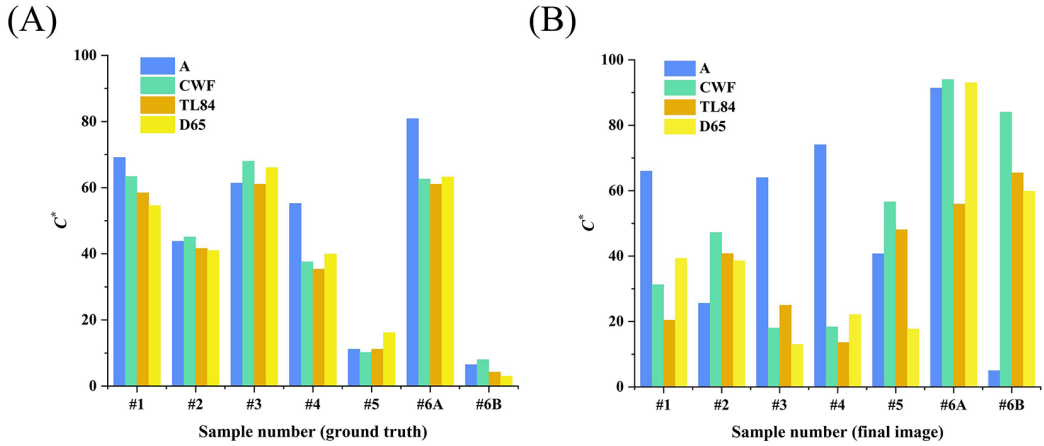 (A)
100
80
60
40
20
0
C*
A
CWF
TL84
D65
#1 #2 #3 #4 #5 #6A #6B
Sample number (ground truth)
(B)
100
80
60
40
20
0
C*
A
CWF
TL84
D65
#1 #2 #3 #4 #5 #6A #6B
Sample number (final image)